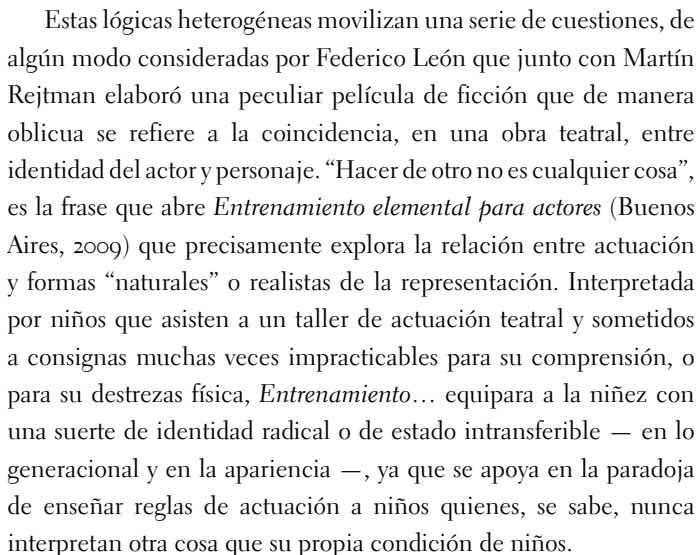 Estas lógicas heterogéneas movilizan una serie de cuestiones, de
algún modo consideradas por Federico León que junto con Martín
Rejtman elaboró una peculiar película de ficción que de manera
oblicua se refiere a la coincidencia, en una obra teatral, entre
identidad del actor y personaje. “Hacer de otro no es cualquier cosa”,
es la frase que abre Entrenamiento elemental para actores (Buenos
Aires, 2009) que precisamente explora la relación entre actuación
y formas “naturales” o realistas de la representación. Interpretada
por niños que asisten a un taller de actuación teatral y sometidos
a consignas muchas veces impracticables para su comprensión, o
para su destrezas física, Entrenamiento… equipara a la niñez con
una suerte de identidad radical o de estado intransferible — en lo
generacional y en la apariencia —, ya que se apoya en la paradoja
de enseñar reglas de actuación a niños quienes, se sabe, nunca
interpretan otra cosa que su propia condición de niños.